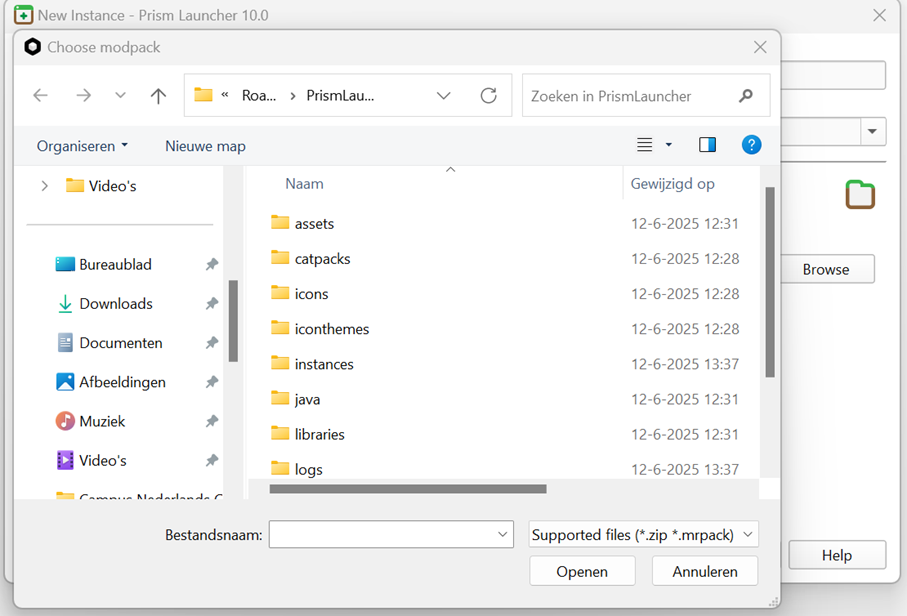 New Instance - Prism Launcher 10.0
Choose modpack
« Roa... > PrismLau...
Zoeken in PrismLauncher
Organiseren
Nieuwe map
Video's
Bureaublad
Downloads
Documenten
Afbeeldingen
Muziek
Video's
Campus Nederlands
Naam Gewijzigd op
assets 12-6-2025 12:31
catpacks 12-6-2025 12:28
icons 12-6-2025 12:28
iconthemes 12-6-2025 12:28
instances 12-6-2025 13:37
java 12-6-2025 12:31
libraries 12-6-2025 12:31
logs 12-6-2025 13:37
Browse
Bestandsnaam:
Supported files (*.zip *.mrpack)
Openen
Annuleren
Help